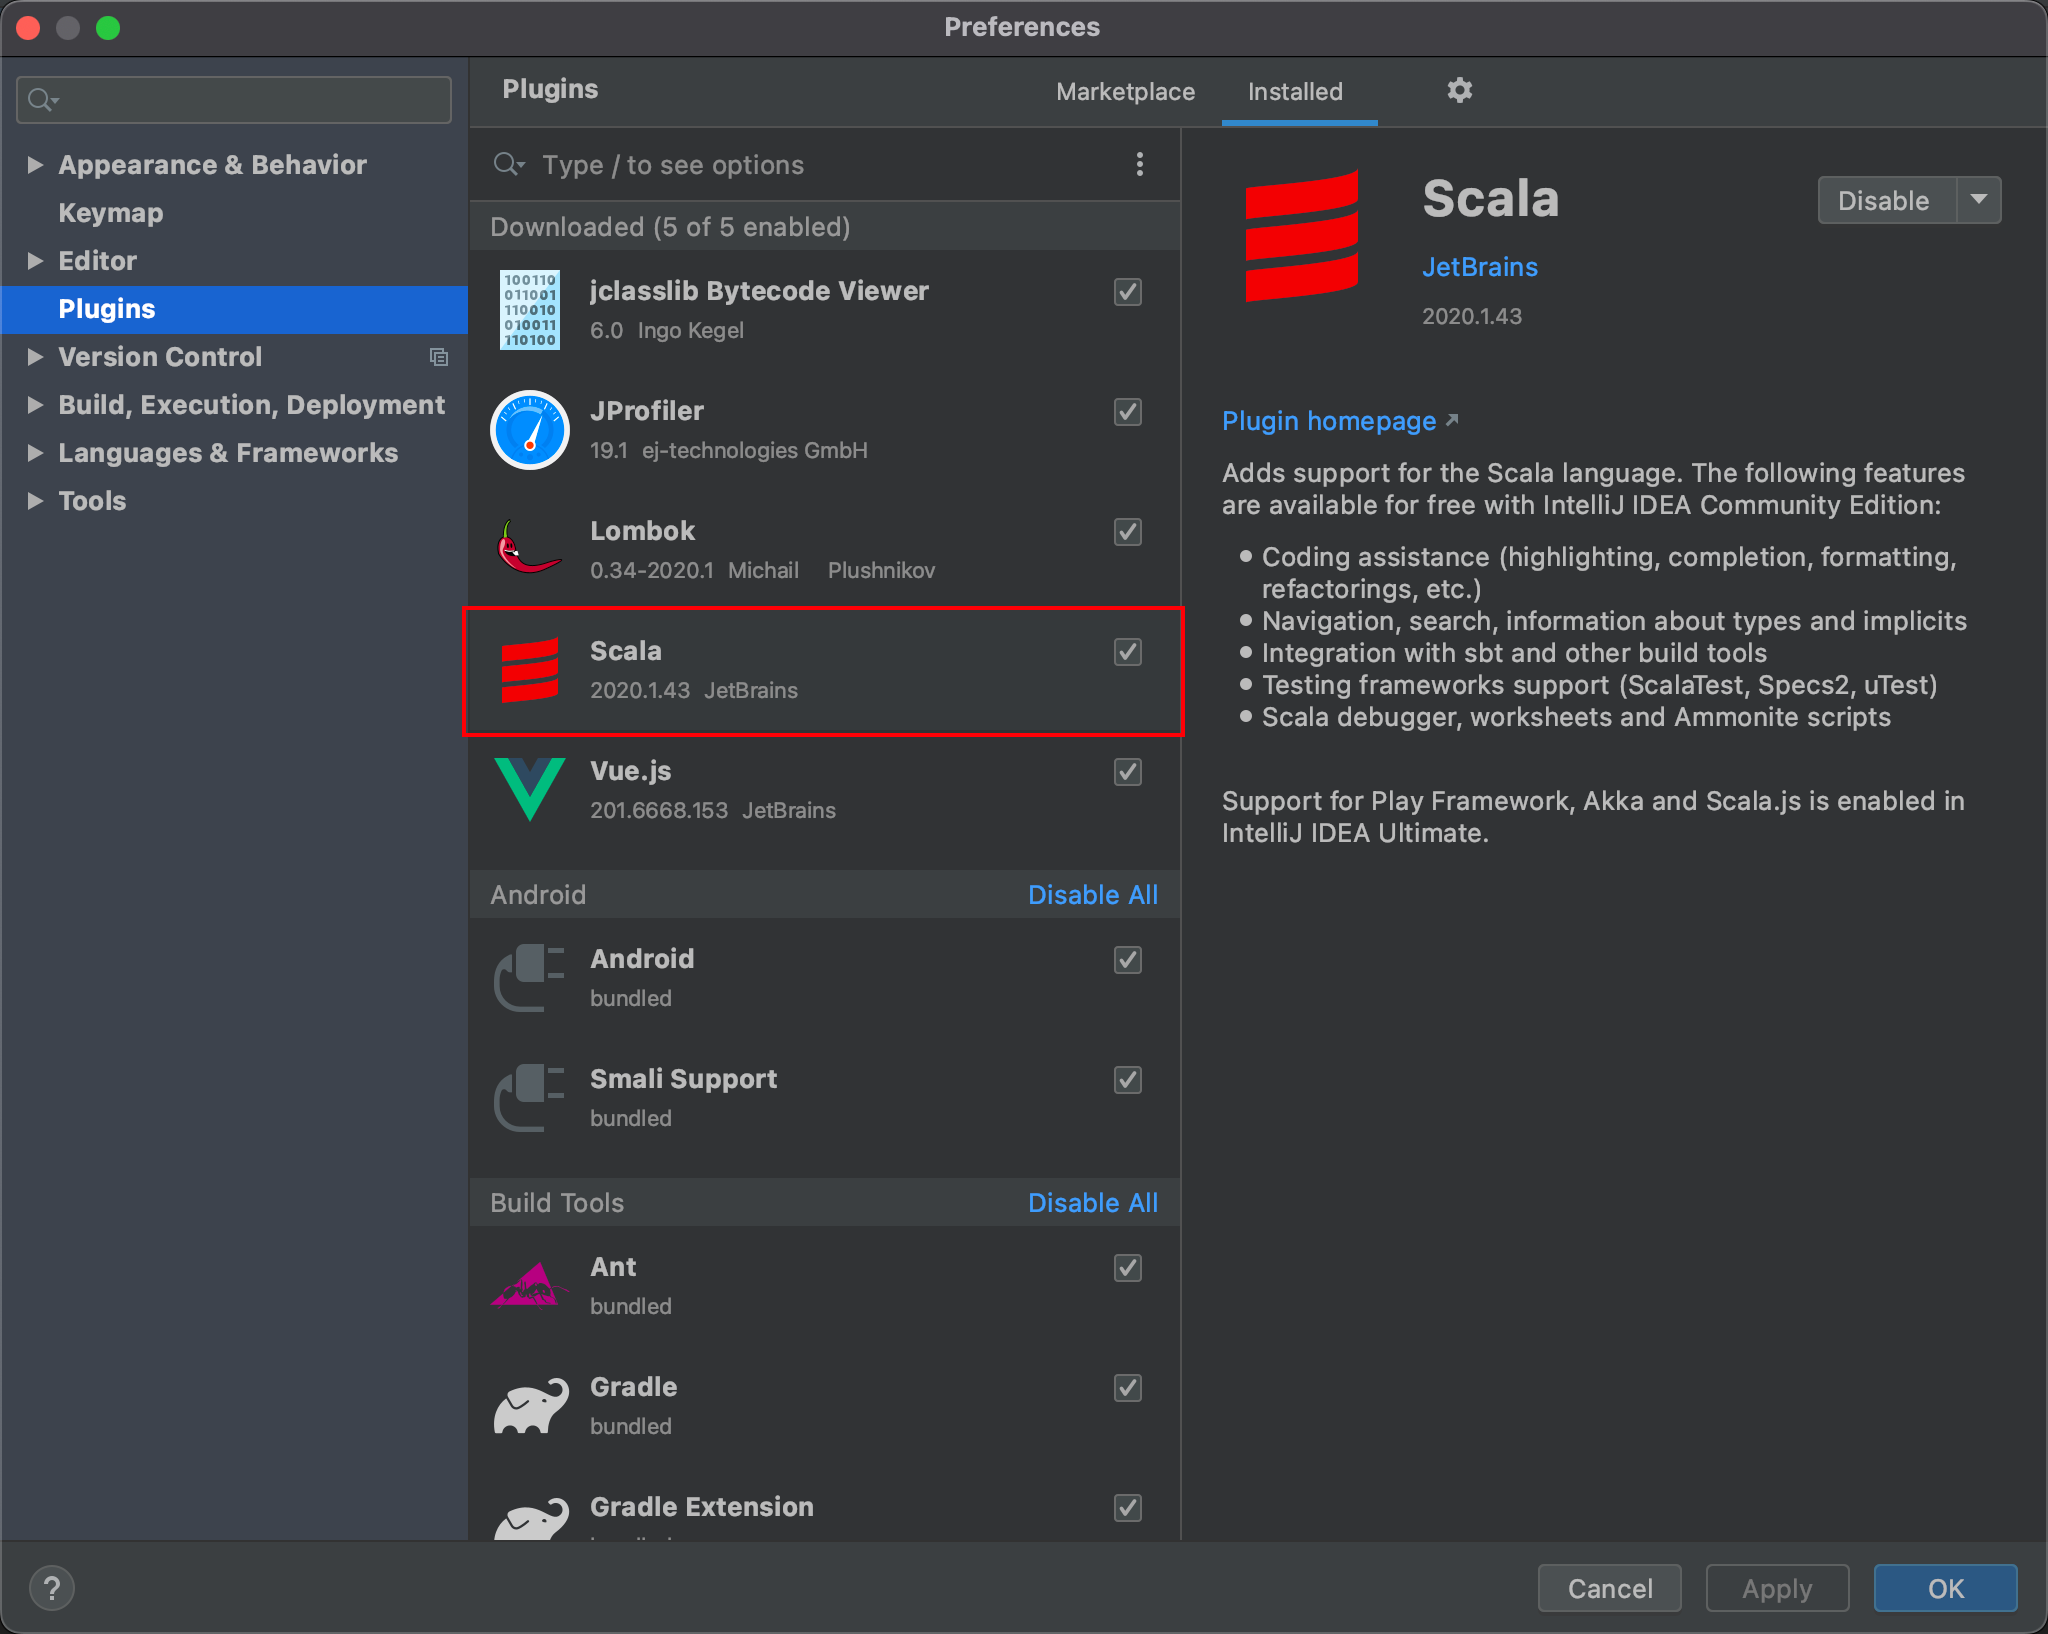 Preferences
Plugins
Marketplace
Installed
Appearance & Behavior
Keymap
Editor
Plugins
Version Control
Build, Execution, Deployment
Languages & Frameworks
Tools
Type / to see options
Downloaded (5 of 5 enabled)
100110
011001
110010
010011
110100
jclasslib Bytecode Viewer
6.0 Ingo Kegel
JProfiler
19.1 ej-technologies GmbH
Lombok
0.34-2020.1 Michail Plushnikov
Scala
2020.1.43 JetBrains
Vue.js
201.6668.153 JetBrains
Android Disable All
Android
bundled
Smali Support
bundled
Build Tools Disable All
Ant
bundled
Gradle
bundled
Gradle Extension
Scala
Disable
JetBrains
2020.1.43
Plugin homepage
Adds support for the Scala language. The following features
are available for free with IntelliJ IDEA Community Edition:
Coding assistance (highlighting, completion, formatting,
refactorings, etc.)
Navigation, search, information about types and implicits
Integration with sbt and other build tools
Testing frameworks support (ScalaTest, Specs2, uTest)
Scala debugger, worksheets and Ammonite scripts
Support for Play Framework, Akka and Scala.js is enabled in
IntelliJ IDEA Ultimate.
?
Cancel
Apply
OK